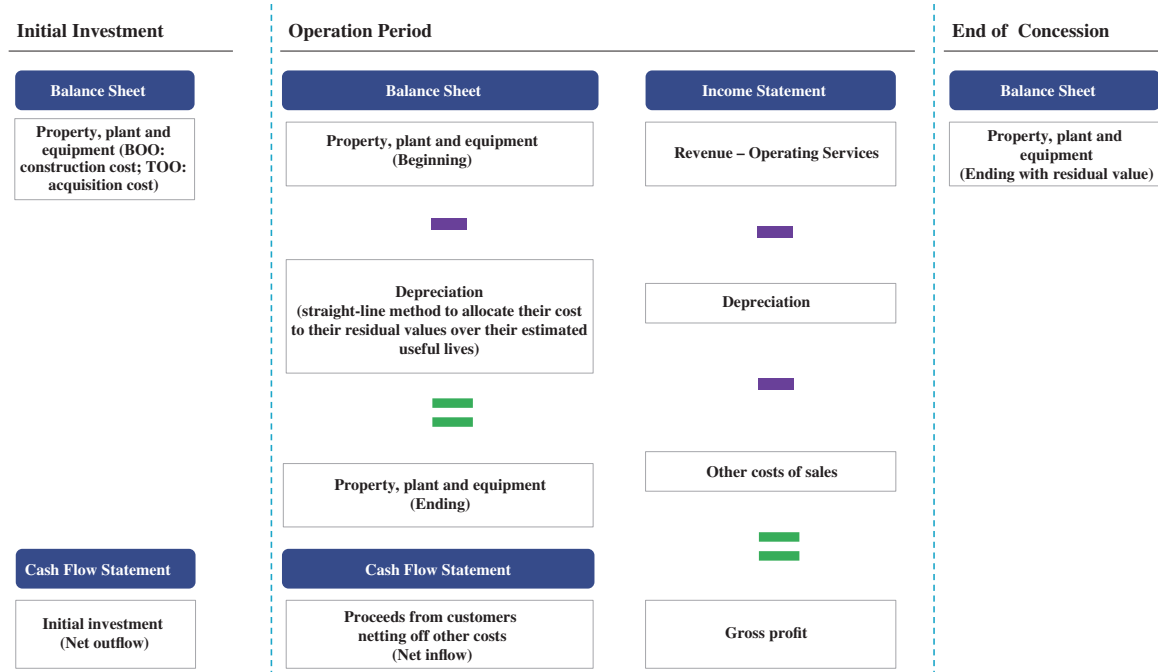 Initial Investment
Operation Period
End of Concession
Balance Sheet
Balance Sheet
Income Statement
Balance Sheet
Property, plant and
equipment (BOO:
construction cost; TOO:
acquisition cost)
Property, plant and equipment
(Beginning)
Revenue – Operating Services
Property, plant and
equipment
(Ending with residual value)
Depreciation
(straight-line method to allocate their cost
to their residual values over their estimated
useful lives)
Depreciation
Property, plant and equipment
(Ending)
Other costs of sales
Cash Flow Statement
Cash Flow Statement
Initial investment
(Net outflow)
Proceeds from customers
netting off other costs
(Net inflow)
Gross profit